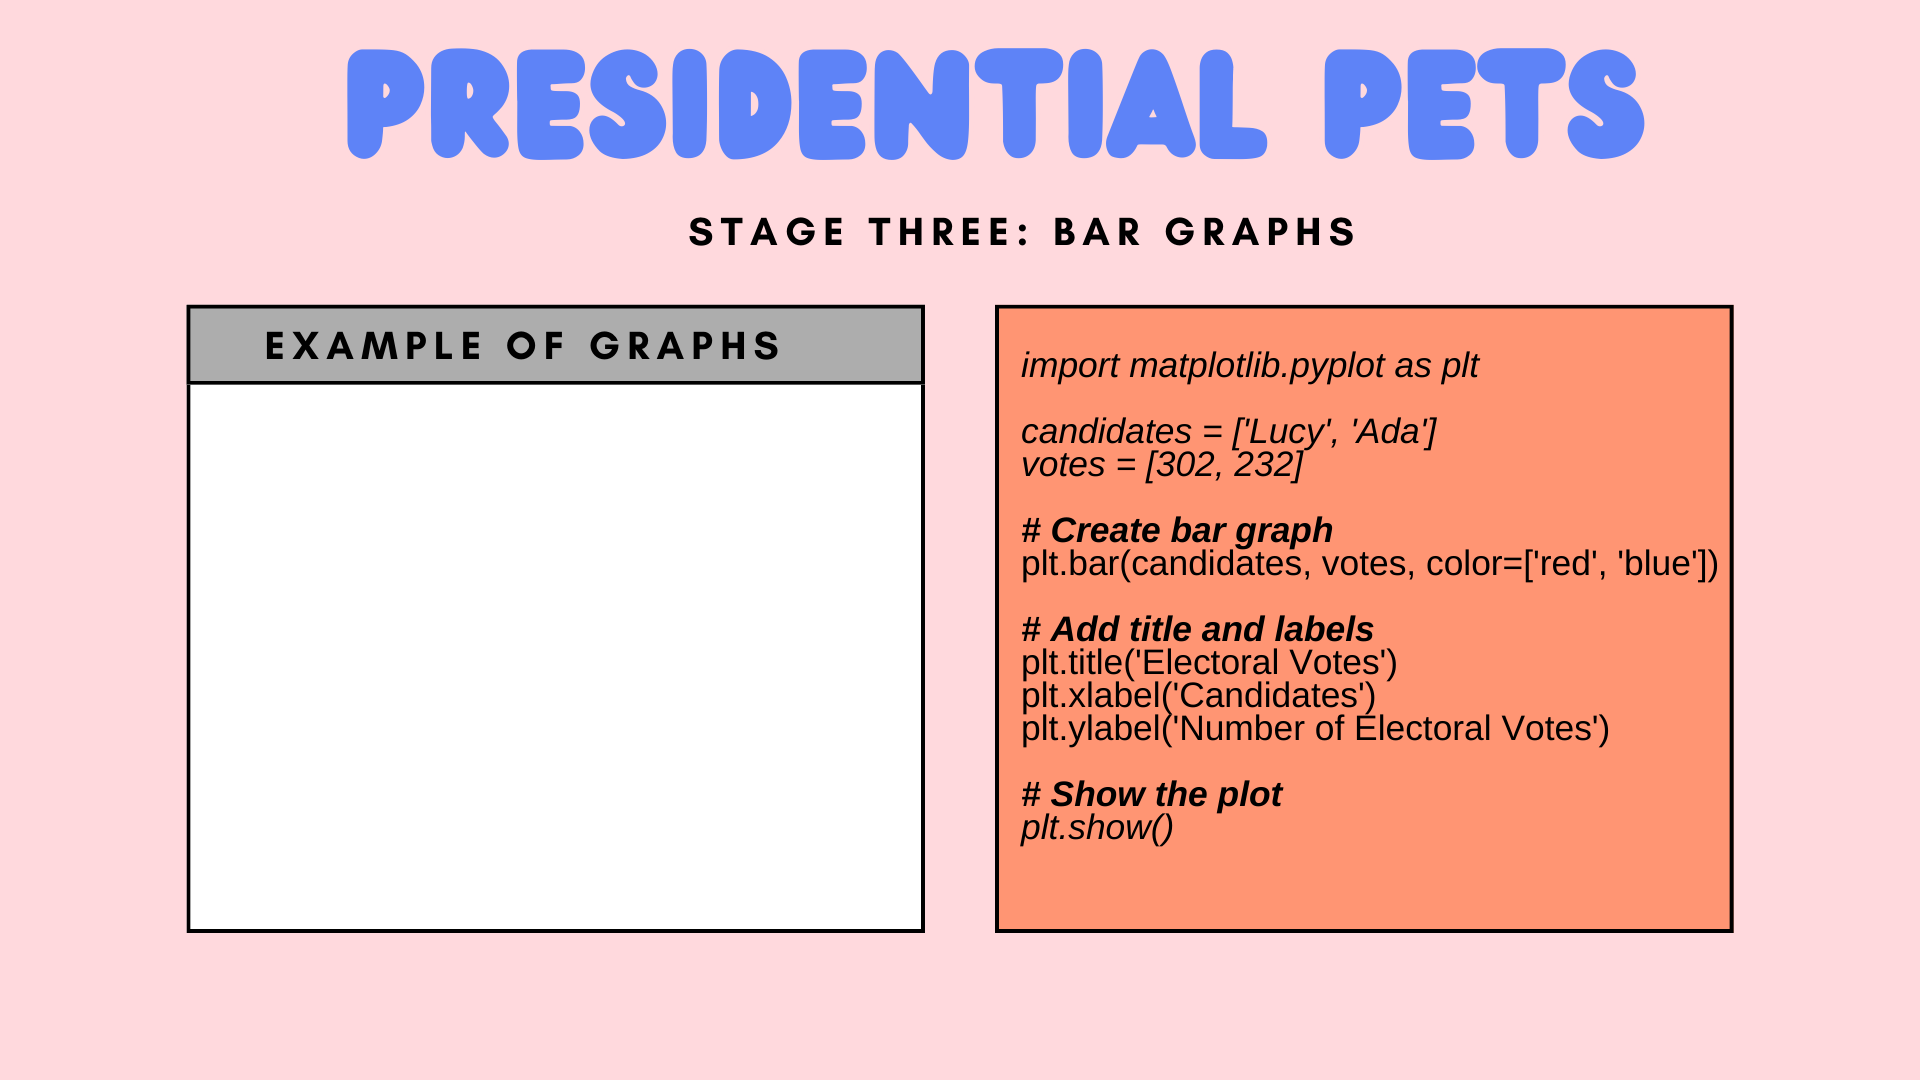 PRESIDENTIAL PETS
STAGE THREE: BAR GRAPHS
EXAMPLE OF GRAPHS
import matplotlib.pyplot as plt
candidates = ['Lucy', 'Ada']
votes = [302, 232]
# Create bar graph
plt.bar(candidates, votes, color=['red', 'blue'])
# Add title and labels
plt.title('Electoral Votes')
plt.xlabel('Candidates')
plt.ylabel('Number of Electoral Votes')
# Show the plot
plt.show()